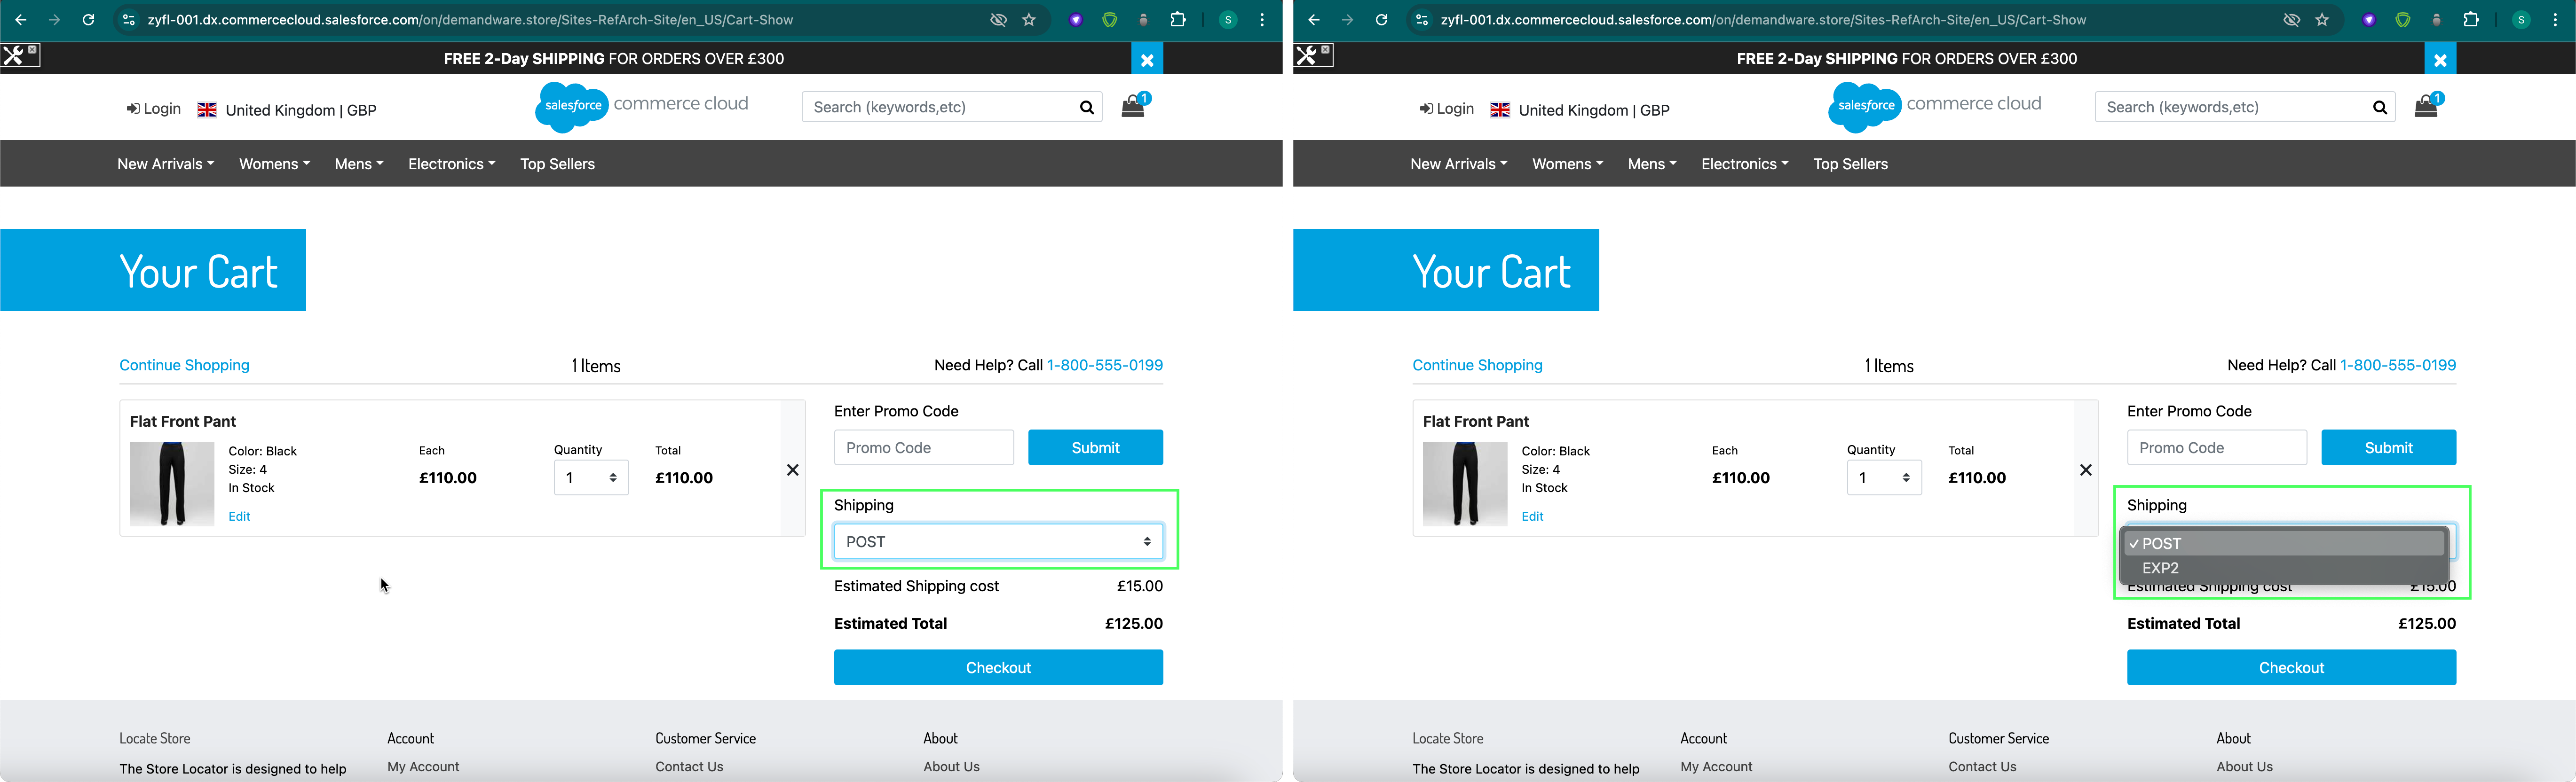 zyfl-001.dx.commercecloud.salesforce.com/on/demandware.store/Sites-RefArch-Site/en_US/Cart-Show
S
FREE 2-Day SHIPPING FOR ORDERS OVER £300
Login
United Kingdom | GBP
salesforce commerce cloud
Search (keywords,etc)
1
New Arrivals Womens Mens Electronics Top Sellers
Your Cart
Continue Shopping
1 Items
Need Help? Call 1-800-555-0199
Flat Front Pant
Color: Black
Size: 4
In Stock
Edit
Each
£110.00
Quantity
1
Total
£110.00
Enter Promo Code
Promo Code
Submit
Shipping
POST
Estimated Shipping cost £15.00
Estimated Total £125.00
Checkout
Locate Store
The Store Locator is designed to help
Account
My Account
Customer Service
Contact Us
About
About Us
zyfl-001.dx.commercecloud.salesforce.com/on/demandware.store/Sites-RefArch-Site/en_US/Cart-Show
S
FREE 2-Day SHIPPING FOR ORDERS OVER £300
Login
United Kingdom | GBP
salesforce commerce cloud
Search (keywords,etc)
1
New Arrivals Womens Mens Electronics Top Sellers
Your Cart
Continue Shopping
1 Items
Need Help? Call 1-800-555-0199
Flat Front Pant
Color: Black
Size: 4
In Stock
Edit
Each
£110.00
Quantity
1
Total
£110.00
Enter Promo Code
Promo Code
Submit
Shipping
POST
EXP2
Estimated Shipping cost £15.00
Estimated Total £125.00
Checkout
Locate Store
The Store Locator is designed to help
Account
My Account
Customer Service
Contact Us
About
About Us